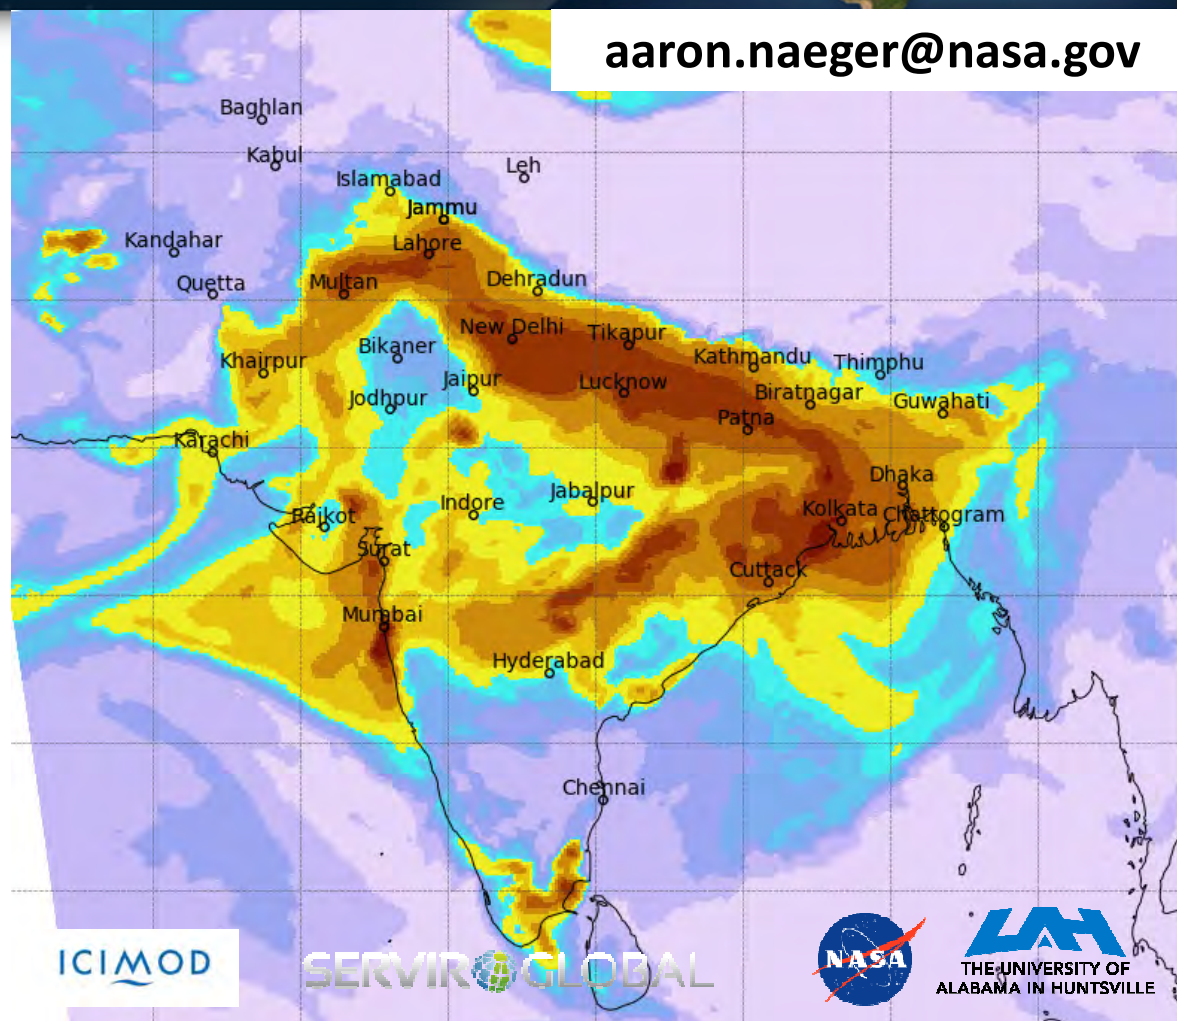 aaron.naeger@nasa.gov
Baghlan
Kabul
Leh
Islamabad
Jammu
Kandahar
Lahore
Quetta
Multan
Dehradun
New Delhi
Tikapur
Khairpur
Bikaner
Kathmandu
Thimphu
Jaipur
Lucknow
Jodhpur
Biratnagar
Guwahati
Patna
Karachi
Dhaka
Indore
Jabalpur
Rajkot
Kolkata
Chattogram
Surat
Cuttack
Mumbai
Hyderabad
Chennai
ICIMOD
SERVIR GLOBAL
NASA
UAH
THE UNIVERSITY OF
ALABAMA IN HUNTSVILLE